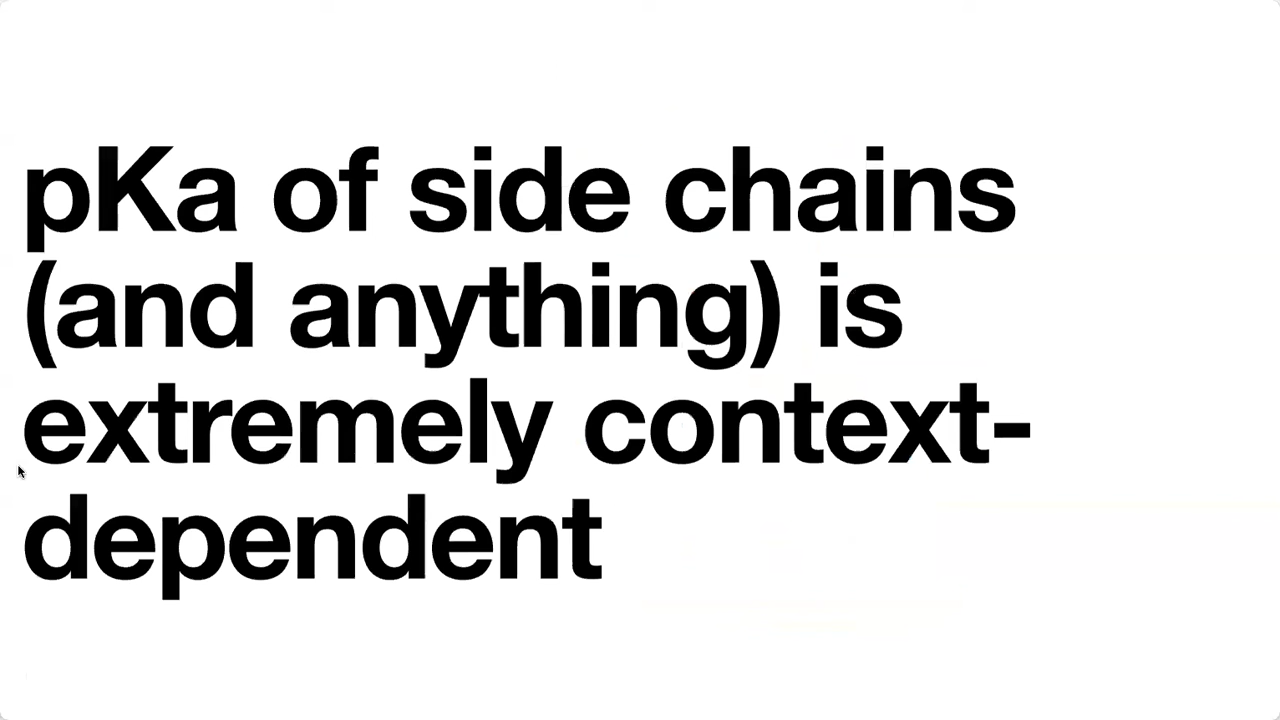 pKa of side chains
(and anything) is
extremely context-
dependent